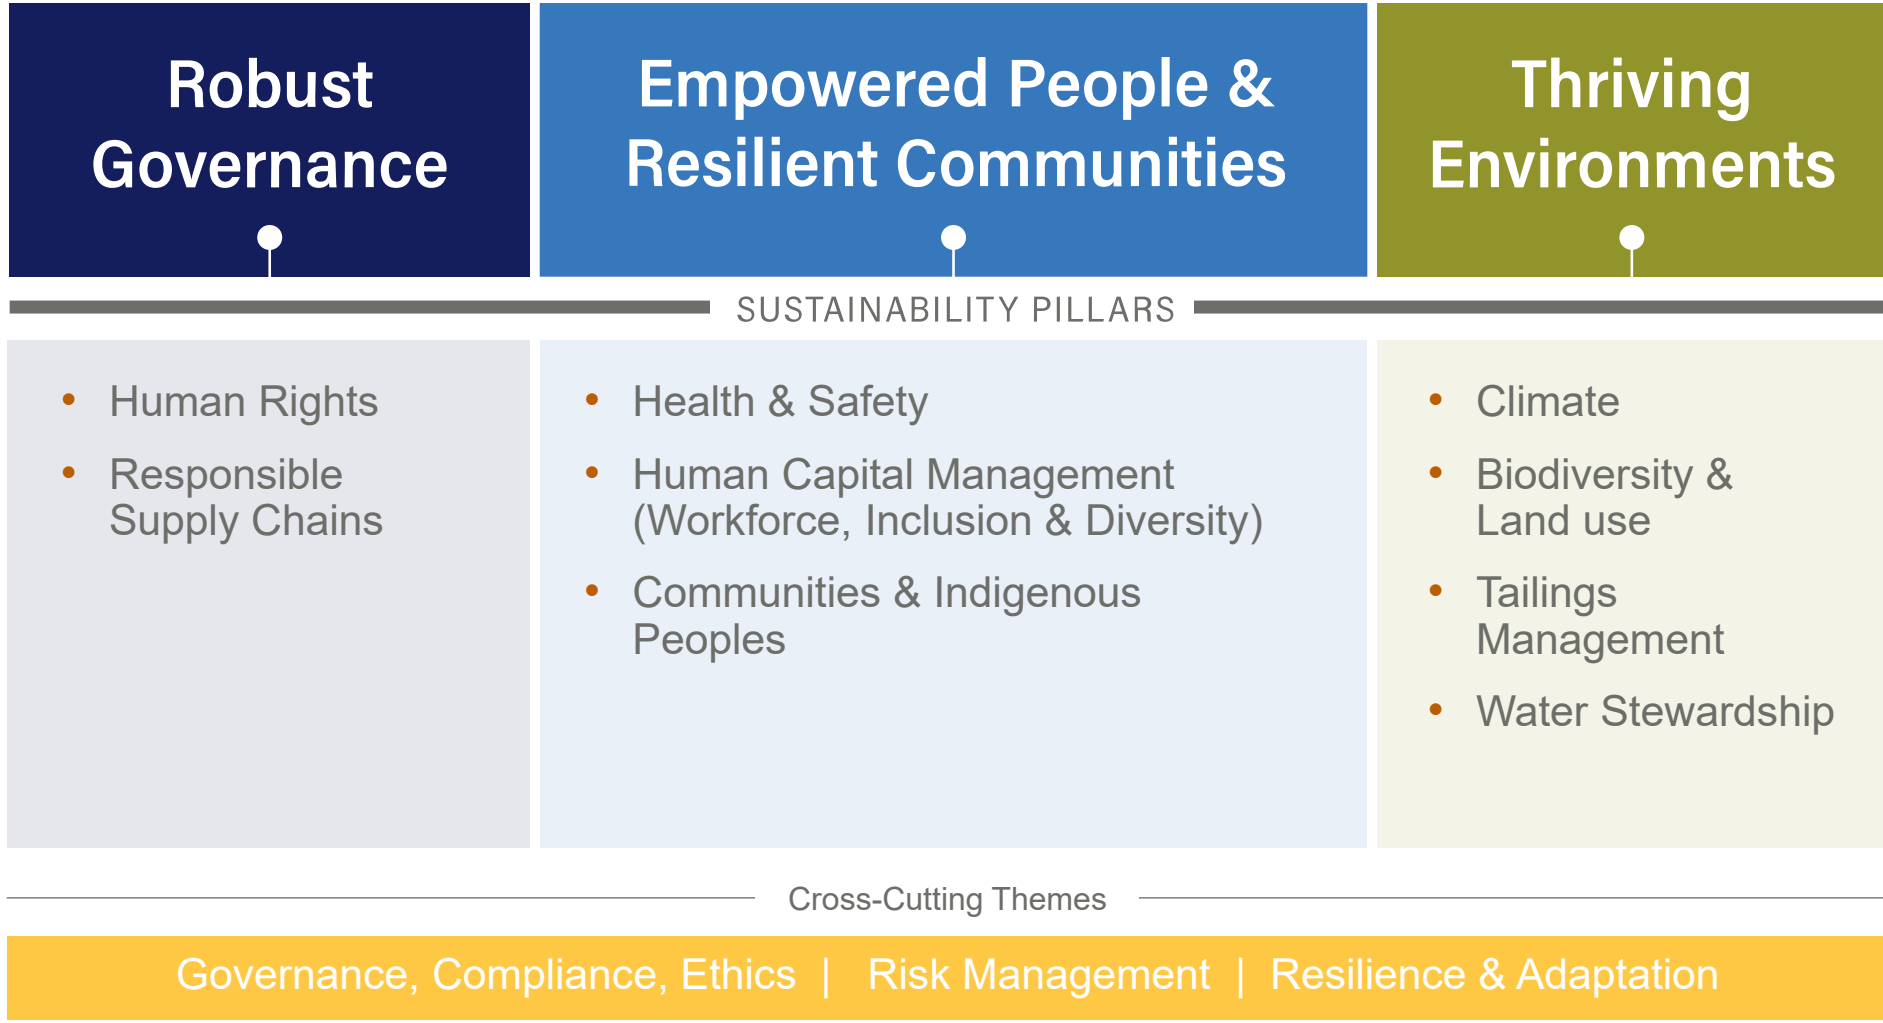 Robust
Governance
Empowered People &
Resilient Communities
Thriving
Environments
SUSTAINABILITY PILLARS
• Human Rights
• Responsible
Supply Chains
• Health & Safety
• Human Capital Management
(Workforce, Inclusion & Diversity)
• Communities & Indigenous
Peoples
• Climate
• Biodiversity &
Land use
• Tailings
Management
• Water Stewardship
Cross-Cutting Themes
Governance, Compliance, Ethics | Risk Management | Resilience & Adaptation